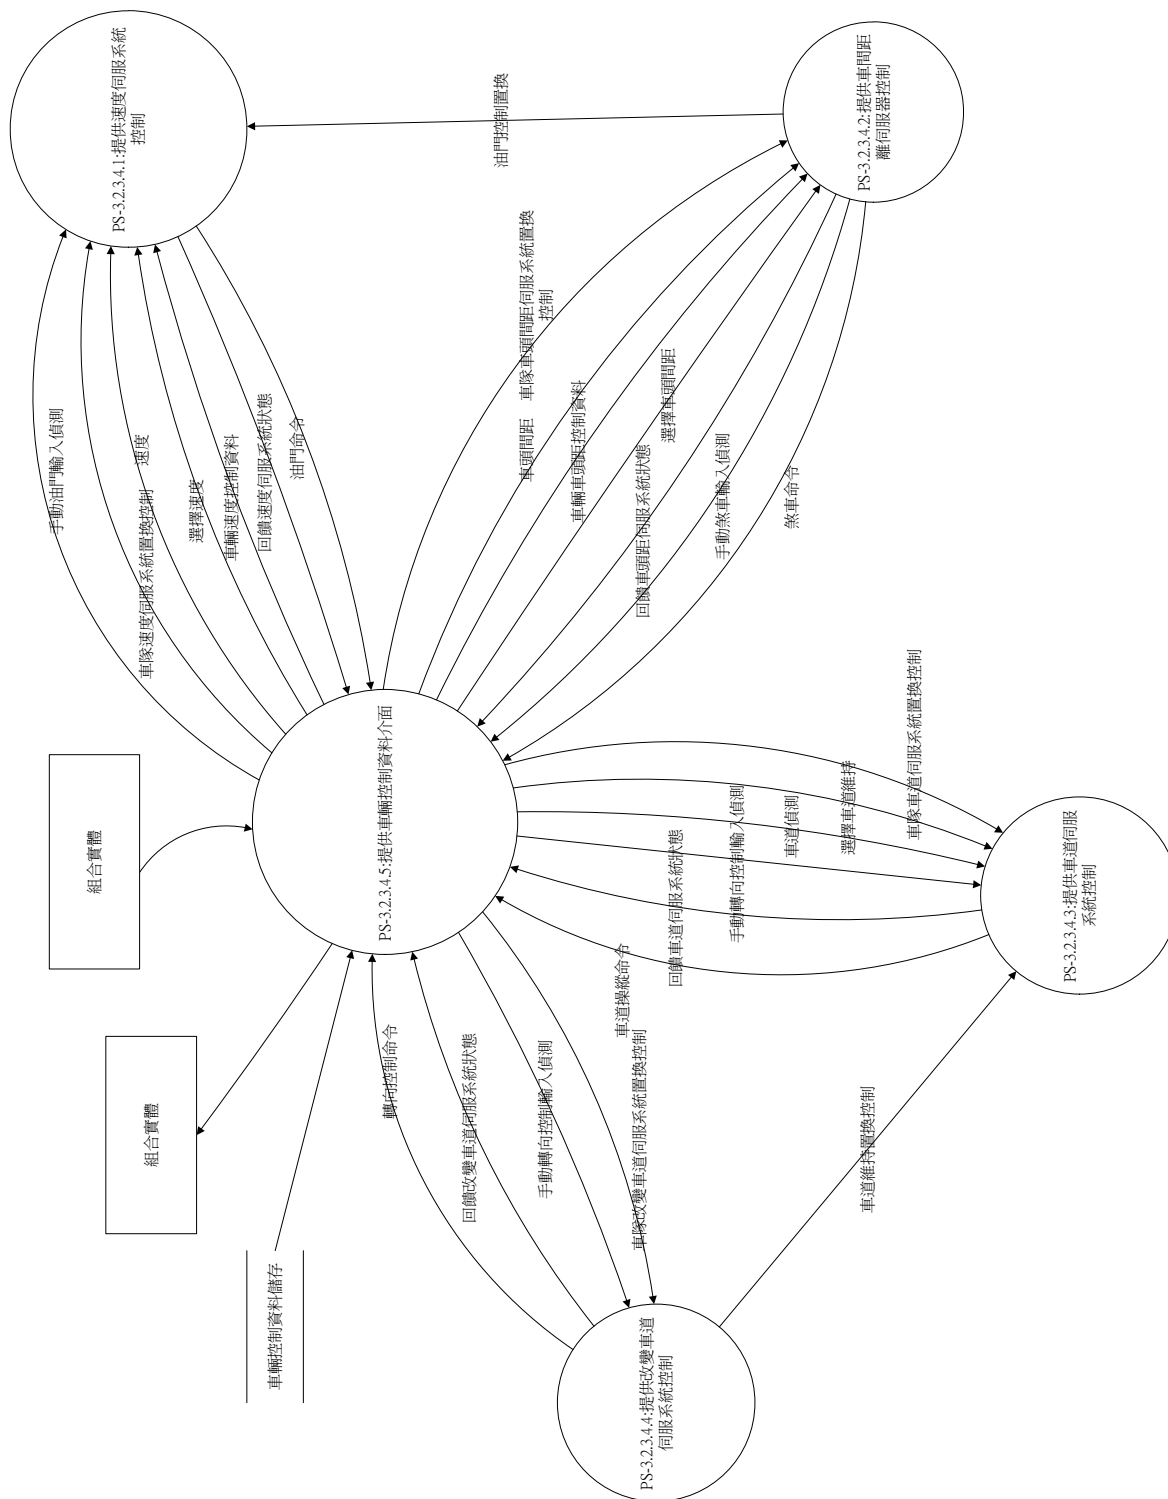 PS-3.2.3.4.1:提供速度伺服系統
控制
PS-3.2.3.4.2:提供車間距
離伺服器控制
油門控制置換
手動油門輸入偵測
車隊速度伺服系統置換控制
速度
選擇速度
車輛速度控制資料
回饋速度伺服系統狀態
油門命令
車隊車頭間距伺服系統置換
控制
車頭間距
車輛車頭距控制資料
選擇車頭間距
回饋車頭距伺服系統狀態
手動煞車輸入偵測
煞車命令
組合實體
PS-3.2.3.4.5:提供車輛控制資料介面
車隊車道伺服系統置換控制
選擇車道維持
車道偵測
手動轉向控制輸入偵測
回饋車道伺服系統狀態
車道操縱命令
PS-3.2.3.4.3:提供車道伺服
系統控制
組合實體
車輛控制資料儲存
轉向控制命令
回饋改變車道伺服系統狀態
手動轉向控制輸入偵測
車隊改變車道伺服系統置換控制
車道維持置換控制
PS-3.2.3.4.4:提供改變車道
伺服系統控制